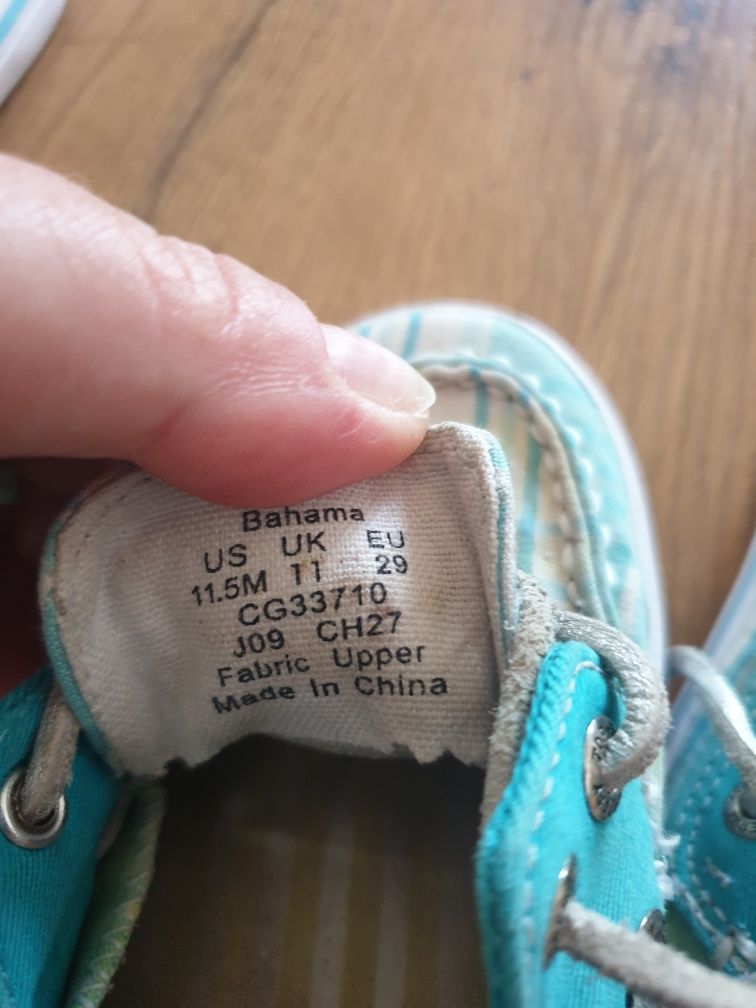 Bahama
US UK EU
11.5M 11 29
CG33710
J09 CH27
Fabric Upper
Made In China